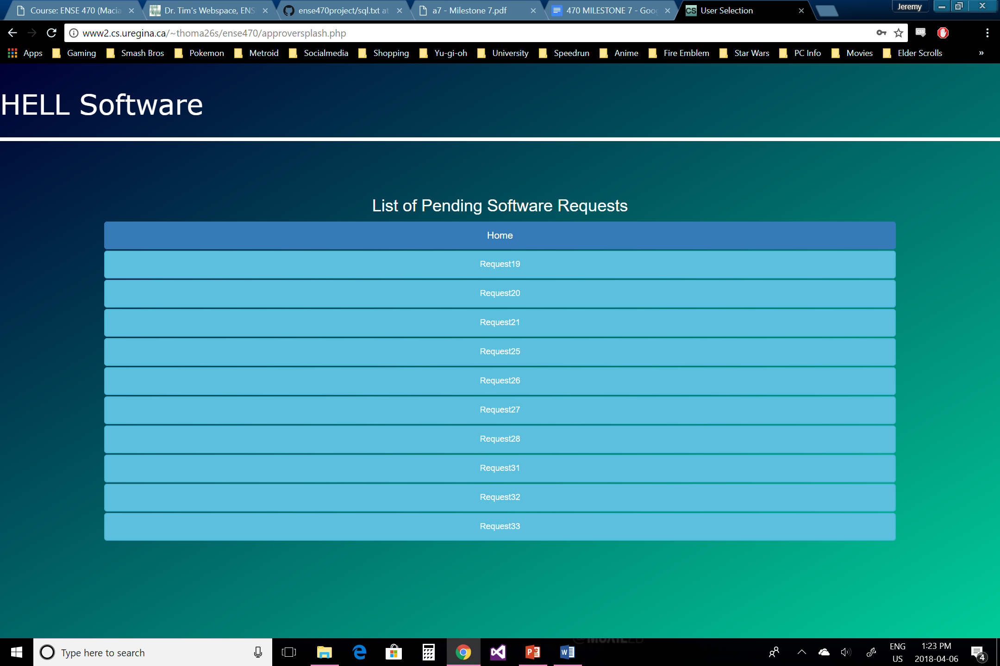 Course: ENSE 470 (Macia
Dr. Tim's Webspace, ENS
ense470project/sql.txt at
a7 - Milestone 7.pdf
470 MILESTONE 7 - Goo
CS User Selection
Jeremy
www2.cs.uregina.ca/~thoma26s/ense470/approversplash.php
Apps
Gaming
Smash Bros
Pokemon
Metroid
Socialmedia
Shopping
Yu-gi-oh
University
Speedrun
Anime
Fire Emblem
Star Wars
PC Info
Movies
Elder Scrolls
»
HELL Software
List of Pending Software Requests
Home
Request19
Request20
Request21
Request25
Request26
Request27
Request28
Request31
Request32
Request33
Type here to search
ENG
US
1:23 PM
2018-04-06
4